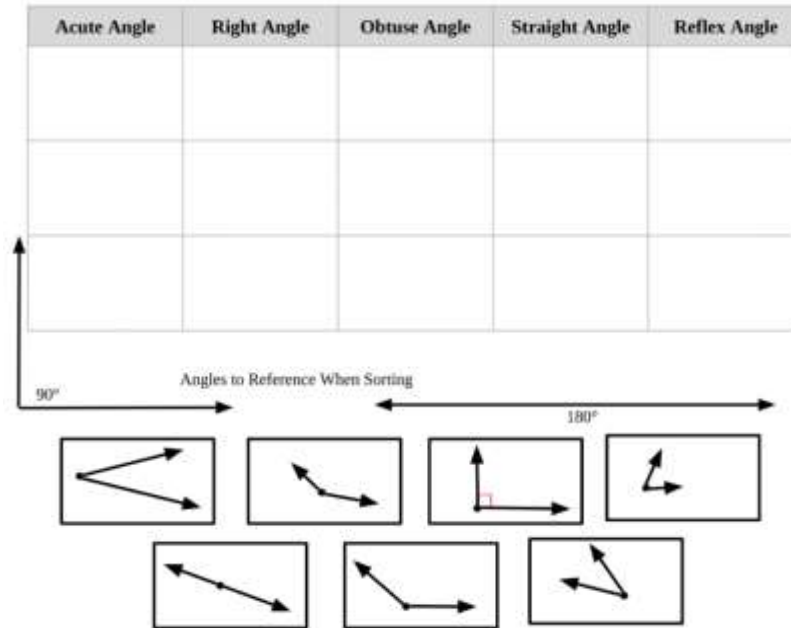 Acute Angle Right Angle Obtuse Angle Straight Angle Reflex Angle
Angles to Reference When Sorting
90°
180°